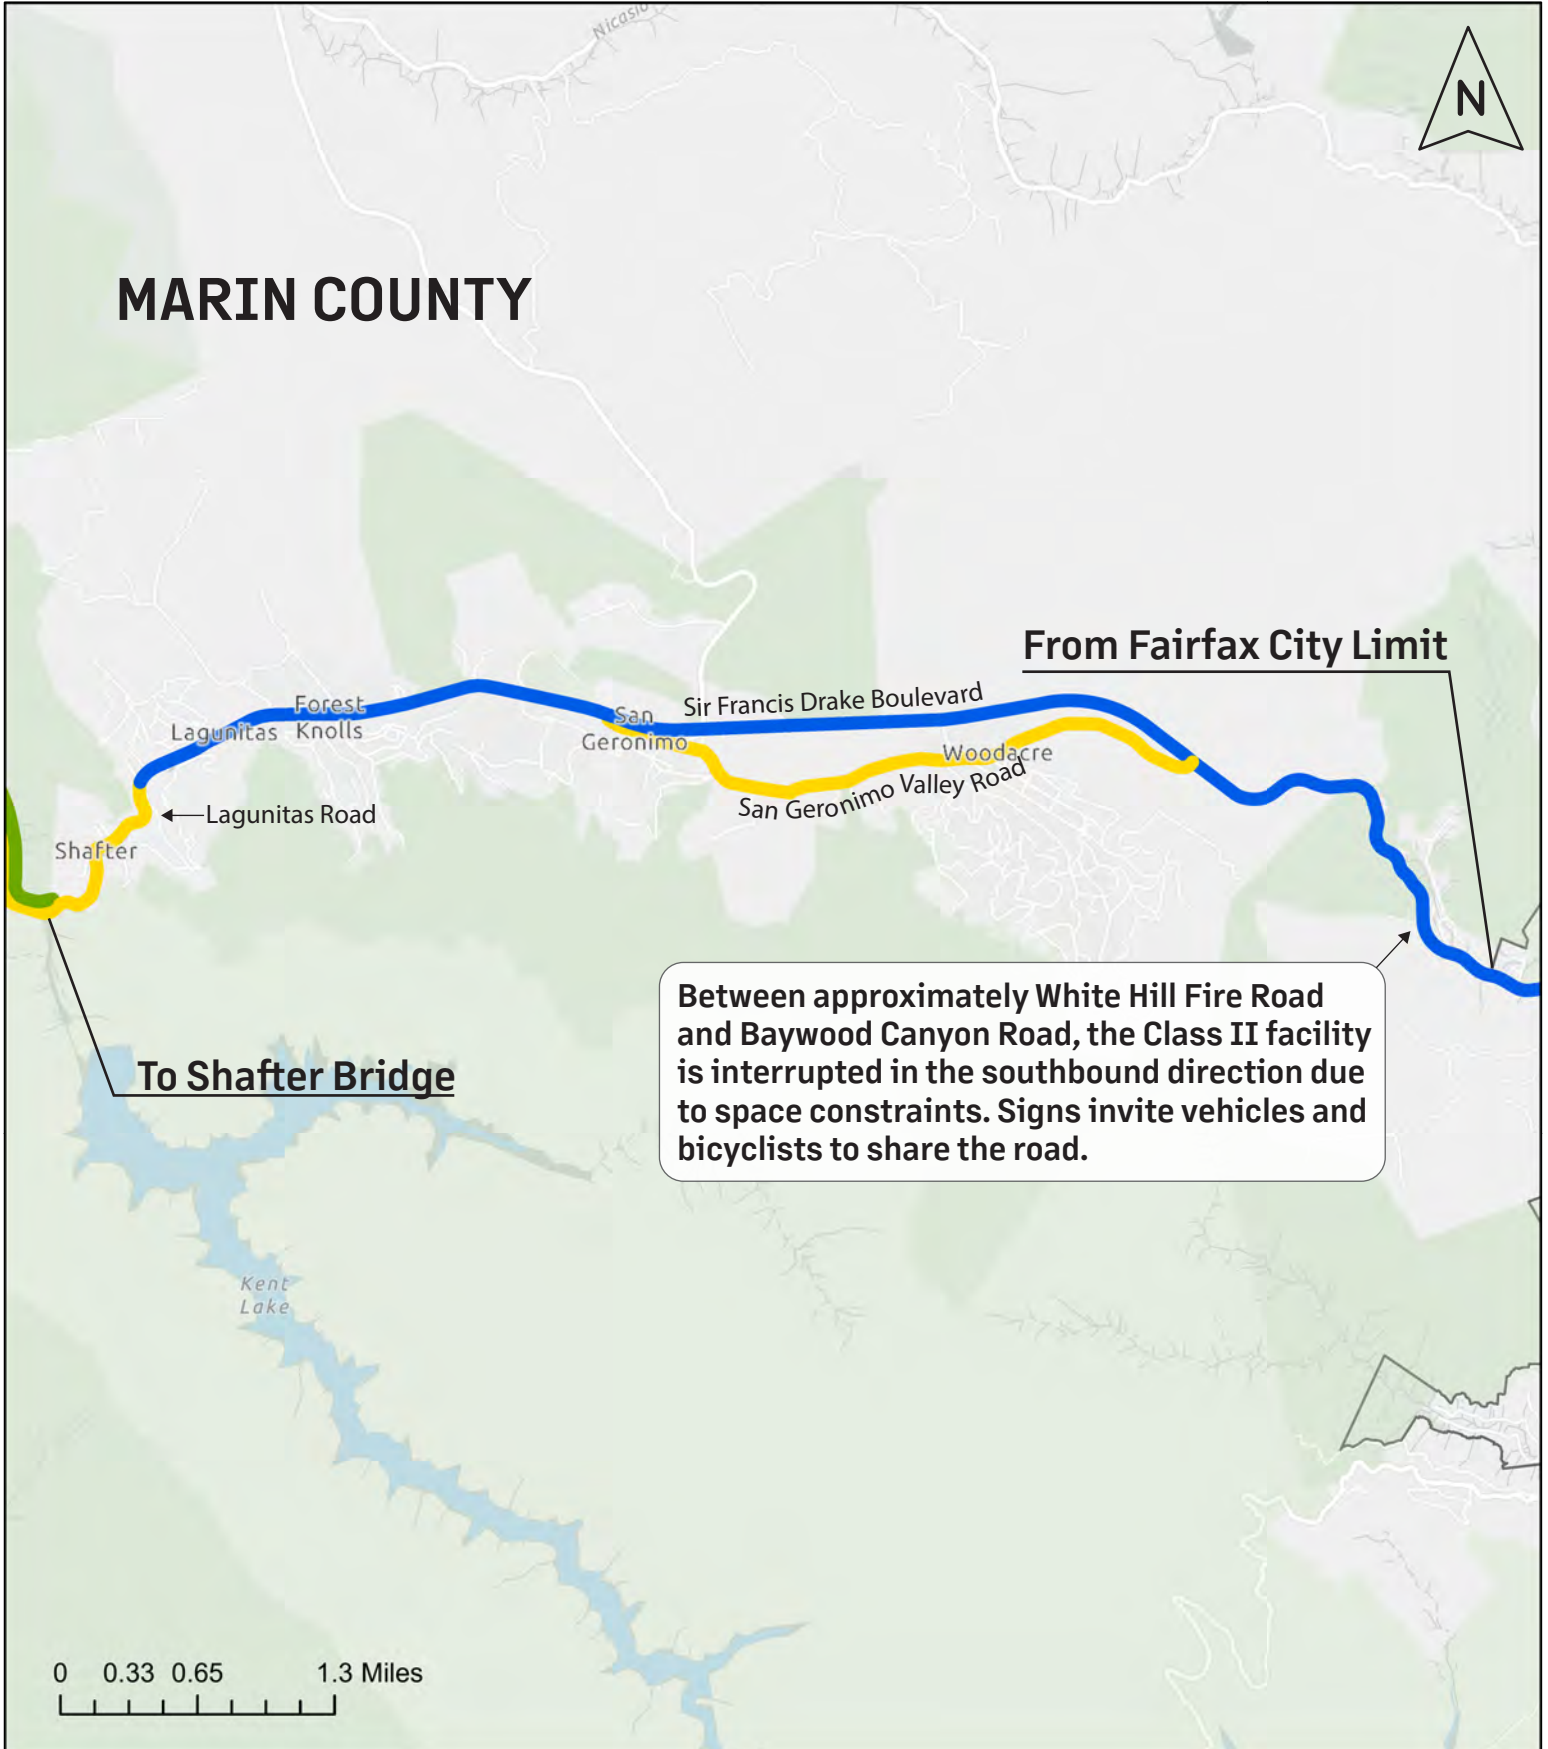 Nicasio
N
MARIN COUNTY
From Fairfax City Limit
Sir Francis Drake Boulevard
Forest
Knolls
Lagunitas
San
Geronimo
Woodacre
San Geronimo Valley Road
Lagunitas Road
Shafter
Between approximately White Hill Fire Road
and Baywood Canyon Road, the Class II facility
is interrupted in the southbound direction due
to space constraints. Signs invite vehicles and
bicyclists to share the road.
To Shafter Bridge
Kent
Lake
0 0.33 0.65 1.3 Miles